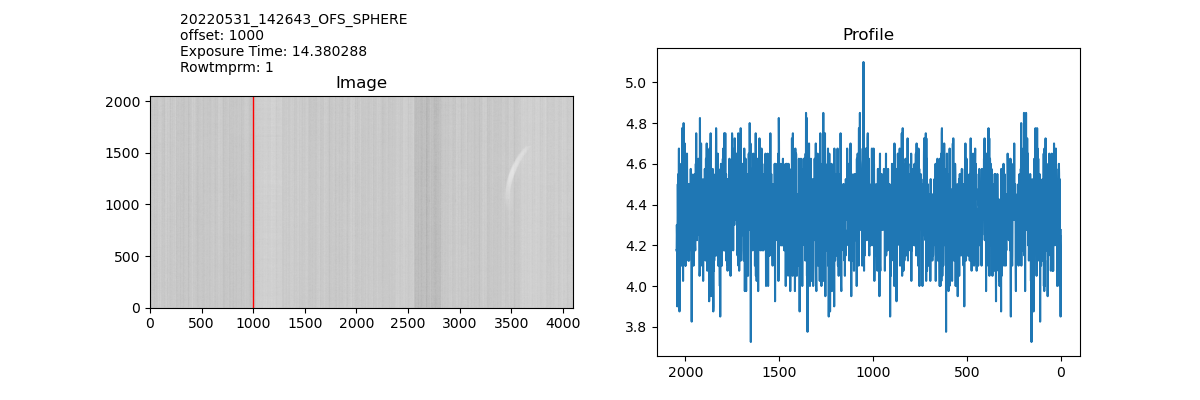 20220531_142643_OFS_SPHERE
offset: 1000
Exposure Time: 14.380288
Rowtmprm: 1
Image
2000
1500
1000
500
0
0 500 1000 1500 2000 2500 3000 3500 4000
Profile
5.0
4.8
4.6
4.4
4.2
4.0
3.8
2000 1500 1000 500 0